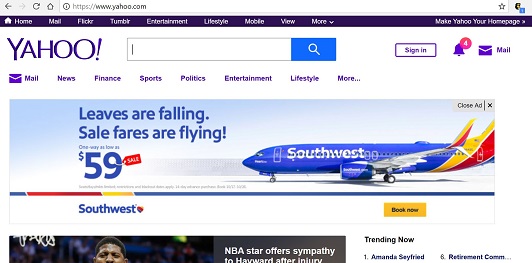 https://www.yahoo.com
Home Mail Flickr Tumblr Entertainment Lifestyle Mobile View More Make Yahoo Your Homepage »
YAHOO!
Sign in
4
Mail
Mail News Finance Sports Politics Entertainment Lifestyle More...
Close Ad X
Leaves are falling.
Sale fares are flying!
One-way as low as
$59 SALE
Southwest
Southwest
Book now
NBA star offers sympathy
to Hayward after injury
Trending Now
1. Amanda Seyfried 6. Retirement Comm...